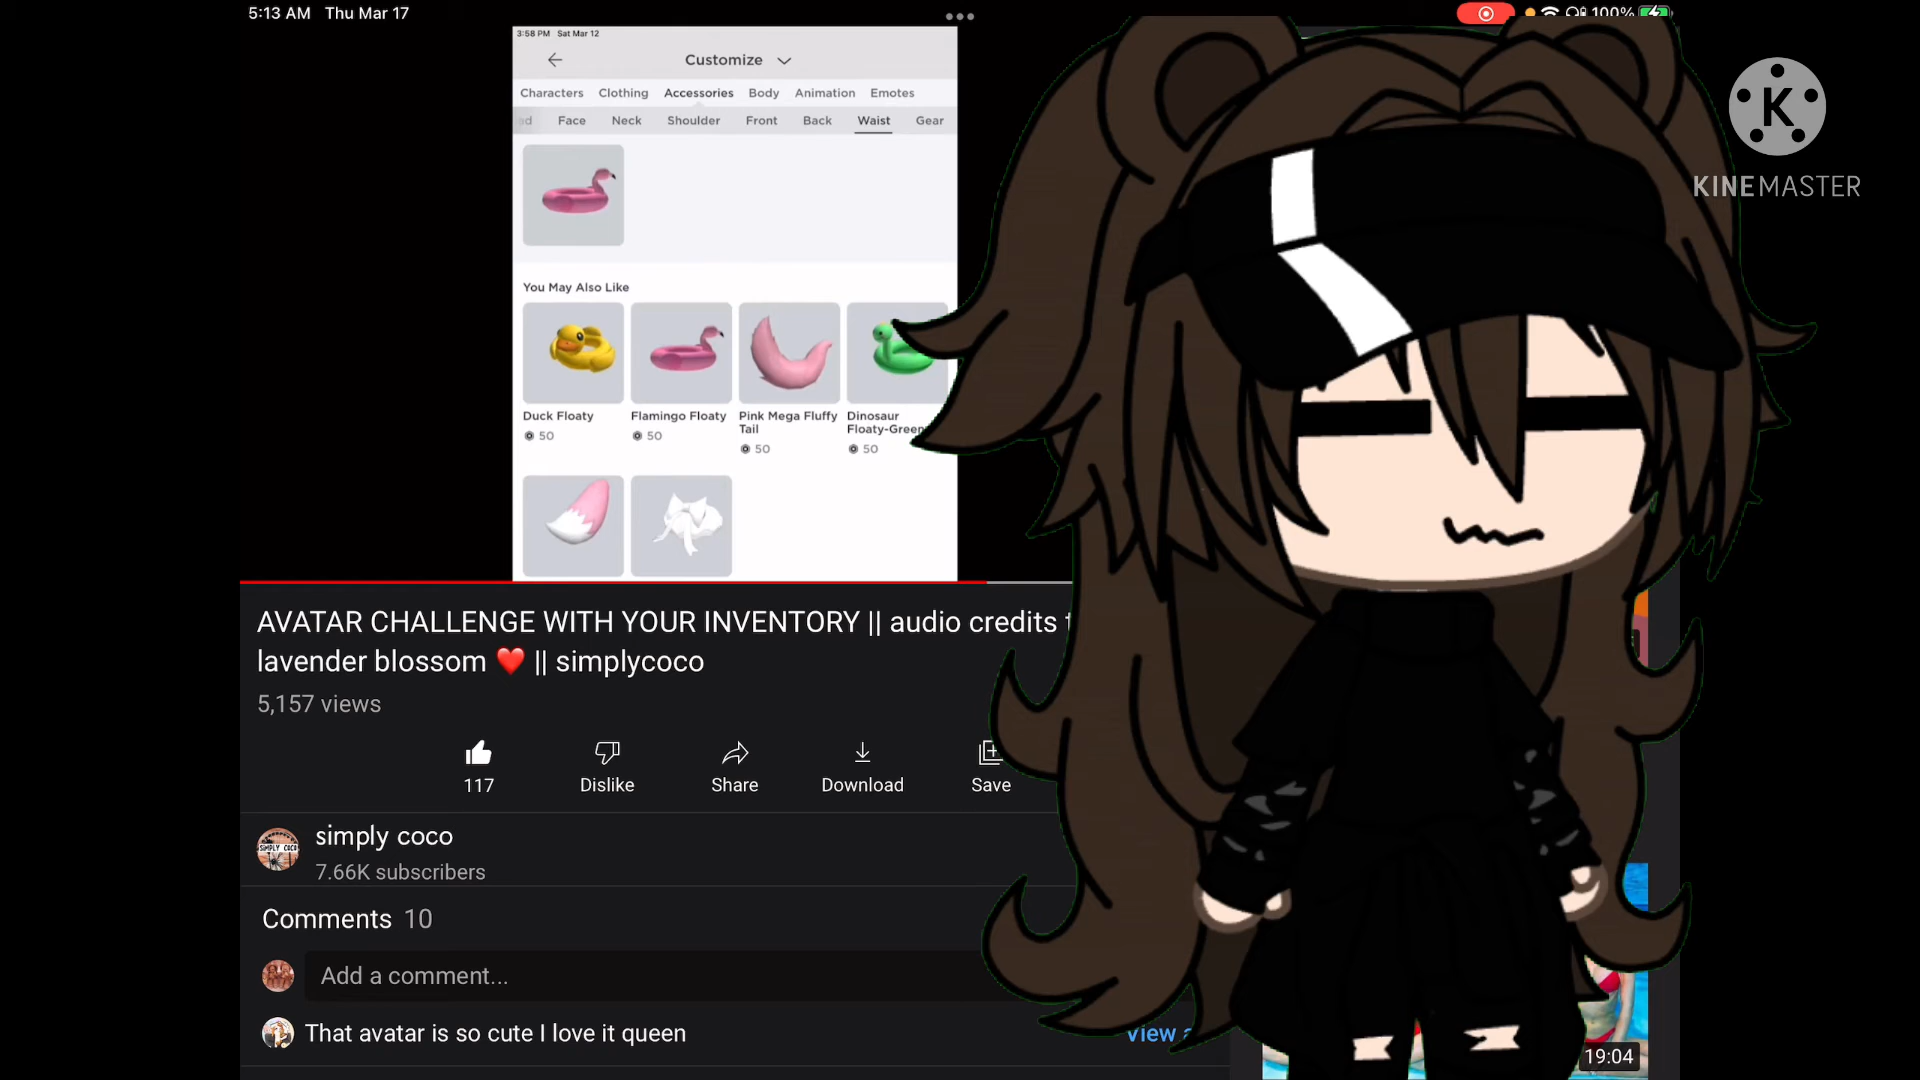 5:13 AM Thu Mar 17
100%
3:58 PM Sat Mar 12
Customize
Characters Clothing Accessories Body Animation Emotes
Face Neck Shoulder Front Back Waist Gear
You May Also Like
Duck Floaty
50
Flamingo Floaty
50
Pink Mega Fluffy
Tail
50
Dinosaur
Floaty-Green
50
K
KINEMASTER
AVATAR CHALLENGE WITH YOUR INVENTORY || audio credits
lavender blossom ❤️ || simplycoco
5,157 views
117 Dislike Share Download Save
SIMPLY COCO
simply coco
7.66K subscribers
Comments 10
Add a comment...
That avatar is so cute I love it queen
View
19:04